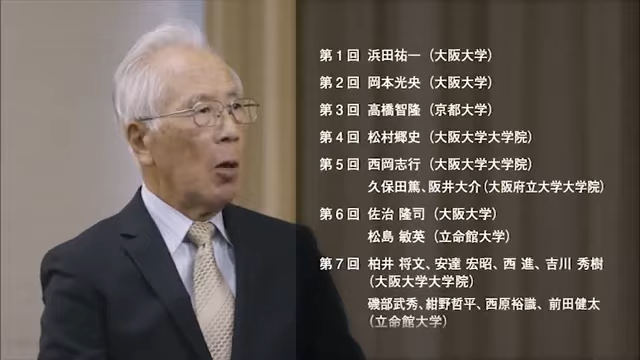 第1回 浜田祐一（大阪大学）
第2回 岡本光央（大阪大学）
第3回 高橋智隆（京都大学）
第4回 松村郷史（大阪大学大学院）
第5回 西岡志行（大阪大学大学院）
久保田篤、阪井大介（大阪府立大学大学院）
第6回 佐治 隆司（大阪大学）
松島 敏英（立命館大学）
第7回 柏井 将文、安達 宏昭、西 進、吉川 秀樹
（大阪大学大学院）
磯部武秀、紺野哲平、西原裕識、前田健太
（立命館大学）